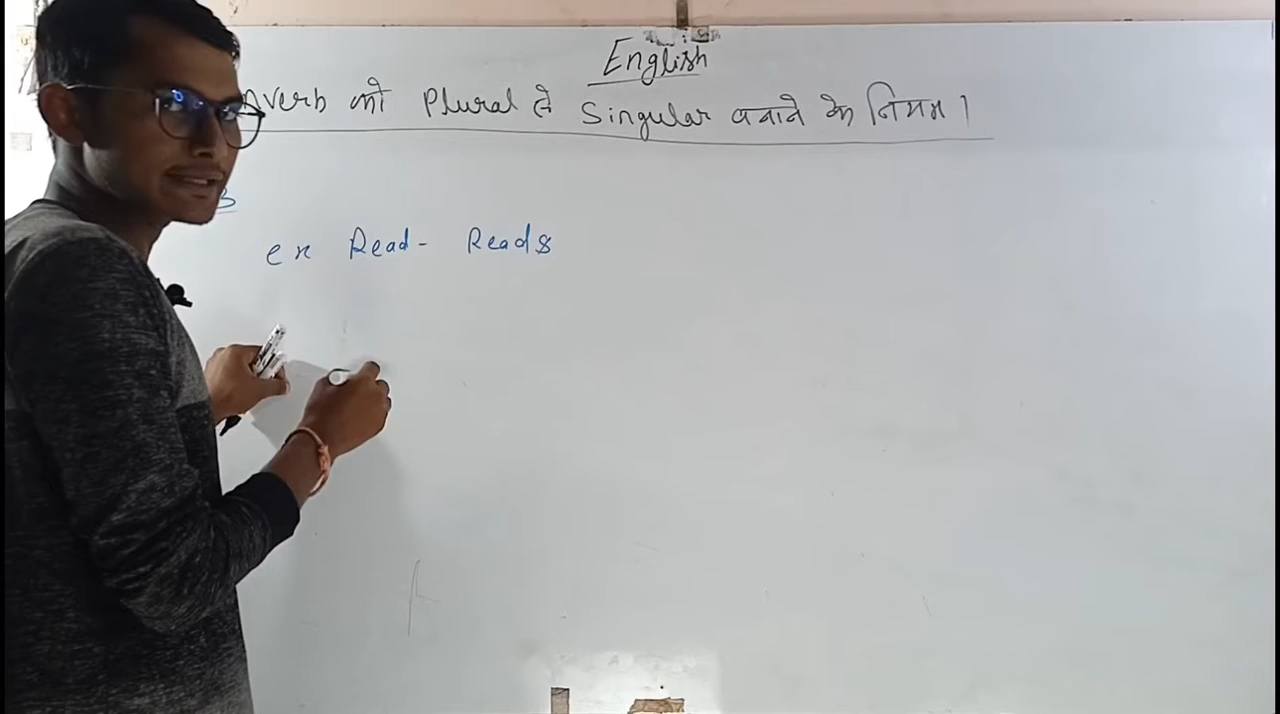 English
verb को Plural से Singular बनाने के नियम।
ex Read - Reads